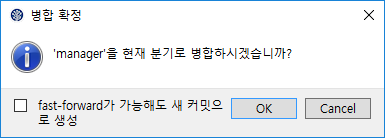 병합 확정
'manager'을 현재 분기로 병합하시겠습니까?
fast-forward가 가능해도 새 커밋으
로 생성
OK
Cancel